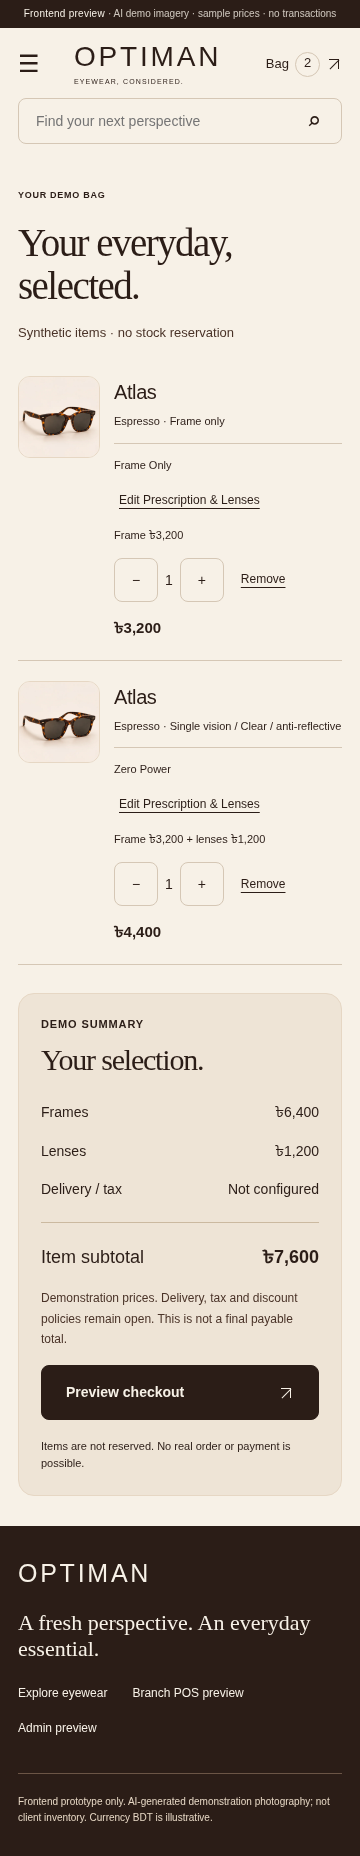 Frontend preview · AI demo imagery · sample prices · no transactions
OPTIMAN
EYEWEAR, CONSIDERED.
Bag 2
Find your next perspective
YOUR DEMO BAG
Your everyday,
selected.
Synthetic items · no stock reservation
Atlas
Espresso · Frame only
Frame Only
Edit Prescription & Lenses
Frame ৳3,200
− 1 + Remove
৳3,200
Atlas
Espresso · Single vision / Clear / anti-reflective
Zero Power
Edit Prescription & Lenses
Frame ৳3,200 + lenses ৳1,200
− 1 + Remove
৳4,400
DEMO SUMMARY
Your selection.
Frames ৳6,400
Lenses ৳1,200
Delivery / tax Not configured
Item subtotal ৳7,600
Demonstration prices. Delivery, tax and discount
policies remain open. This is not a final payable
total.
Preview checkout
Items are not reserved. No real order or payment is
possible.
OPTIMAN
A fresh perspective. An everyday
essential.
Explore eyewear Branch POS preview
Admin preview
Frontend prototype only. AI-generated demonstration photography; not
client inventory. Currency BDT is illustrative.